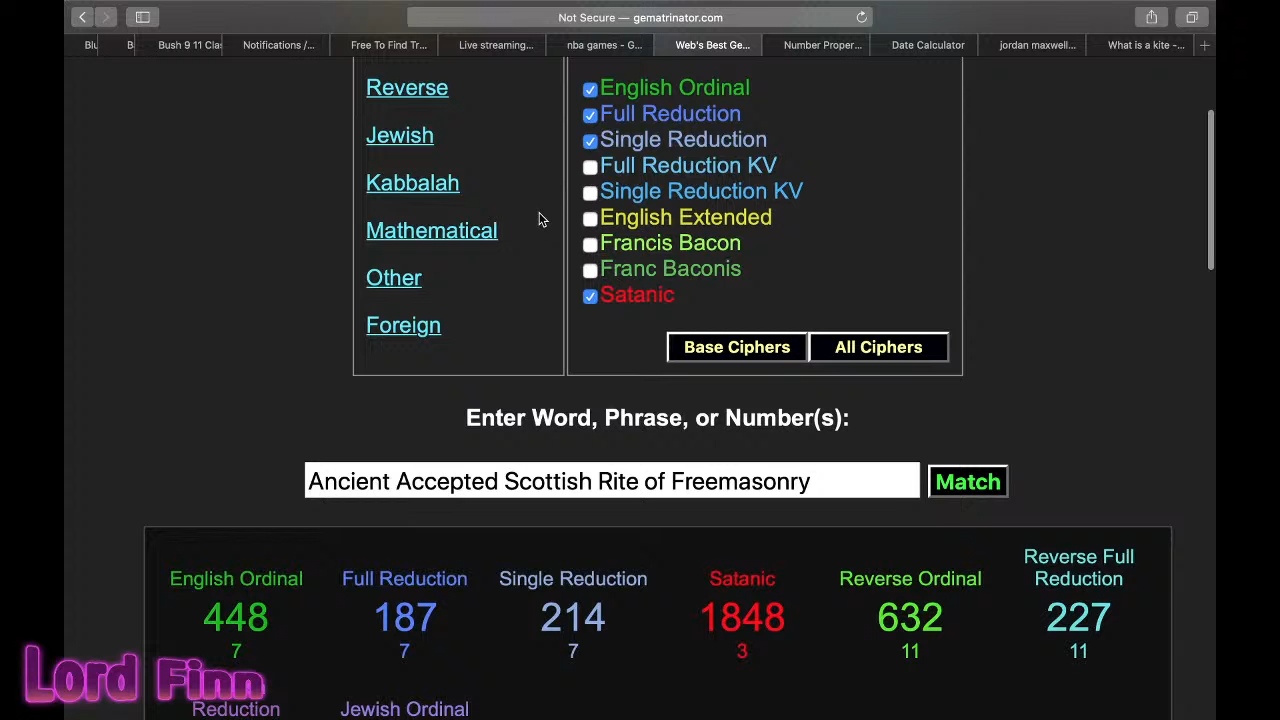 Not Secure — gematrinator.com
Blu
B
Bush 9 11 Cla
Notifications /...
Free To Find Tr...
Live streaming...
nba games - G...
Web's Best Ge...
Number Proper...
Date Calculator
jordan maxwell...
What is a kite -...
Reverse
Jewish
Kabbalah
Mathematical
Other
Foreign
English Ordinal
Full Reduction
Single Reduction
Full Reduction KV
Single Reduction KV
English Extended
Francis Bacon
Franc Baconis
Satanic
Base Ciphers
All Ciphers
Enter Word, Phrase, or Number(s):
Ancient Accepted Scottish Rite of Freemasonry
Match
English Ordinal
448
7
Full Reduction
187
7
Single Reduction
214
7
Satanic
1848
3
Reverse Ordinal
632
11
Reverse Full
Reduction
227
11
Reduction
Jewish Ordinal
Lord Finn